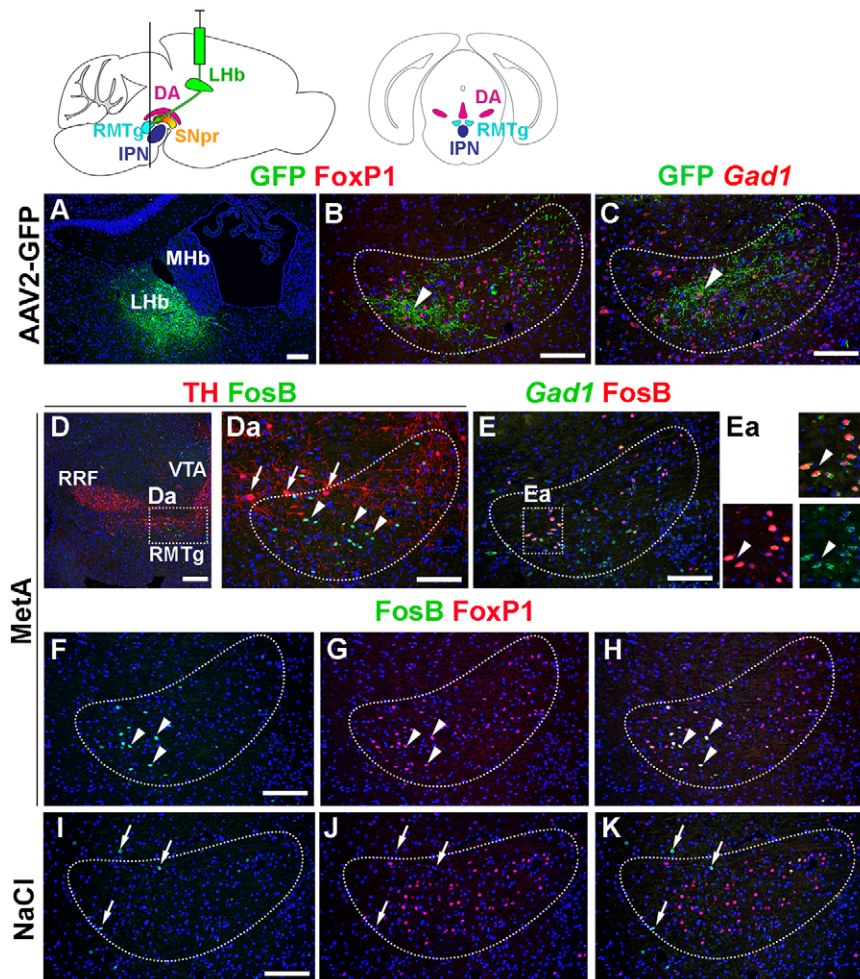 LHb
DA
RMTg
SNpr
IPN
DA
RMTg
IPN
GFP FoxP1
GFP Gad1
AAV2-GFP
A
MHb
LHb
B
C
TH FosB
Gad1 FosB
MetA
D
RRF
VTA
Da
RMTg
Da
E
Ea
Ea
FosB FoxP1
F
G
H
NaCl
I
J
K